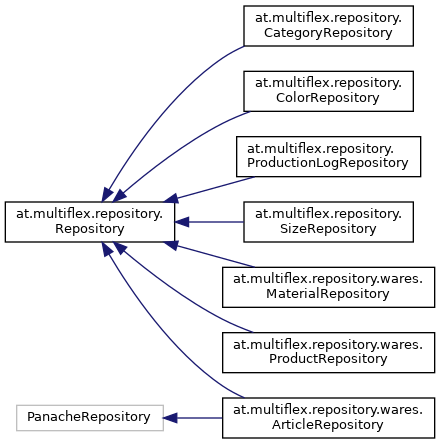 at.multiflex.repository.
CategoryRepository
at.multiflex.repository.
ColorRepository
at.multiflex.repository.
ProductionLogRepository
at.multiflex.repository.
Repository
at.multiflex.repository.
SizeRepository
at.multiflex.repository.wares.
MaterialRepository
at.multiflex.repository.wares.
ProductRepository
PanacheRepository
at.multiflex.repository.wares.
ArticleRepository